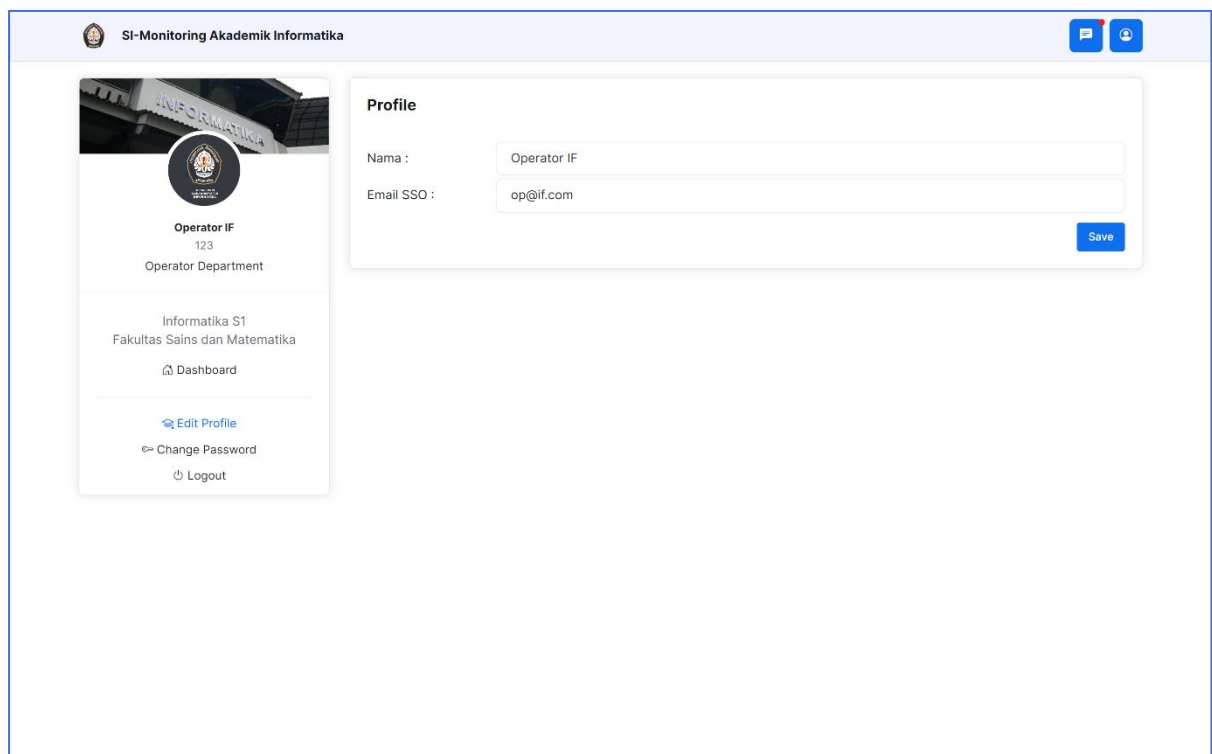 SI-Monitoring Akademik Informatika
INFORMATIKA
Operator IF
123
Operator Department
Informatika S1
Fakultas Sains dan Matematika
Dashboard
Edit Profile
Change Password
Logout
Profile
Nama :
Operator IF
Email SSO :
op@if.com
Save